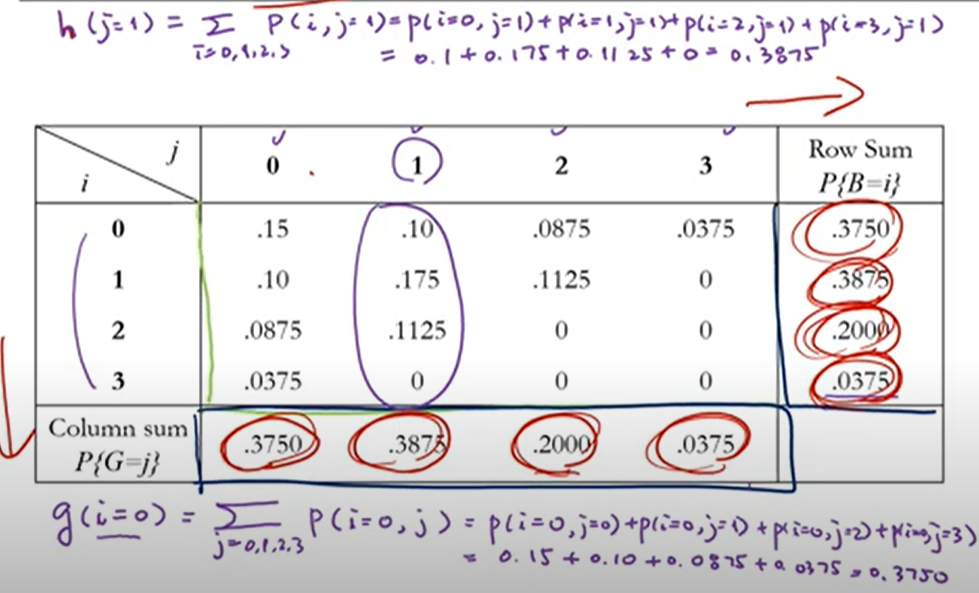 h (j=1) = ∑ P(i, j=1) = p(i=0, j=1) + p(i=1, j=1) + p(i=2, j=1) + p(i=3, j=1)
i=0,1,2,3 = 0.1 + 0.175 + 0.1125 + 0 = 0.3875
j 0 1 2 3 Row Sum
i P{B=i}
0 .15 .10 .0875 .0375 .3750
1 .10 .175 .1125 0 .3875
2 .0875 .1125 0 0 .2000
3 .0375 0 0 0 .0375
Column sum .3750 .3875 .2000 .0375
P{G=j}
g(i=0) = ∑ P(i=0, j) = p(i=0, j=0) + p(i=0, j=1) + p(i=0, j=2) + p(i=0, j=3)
j=0,1,2,3 = 0.15 + 0.10 + 0.0875 + 0.0375 = 0.3750